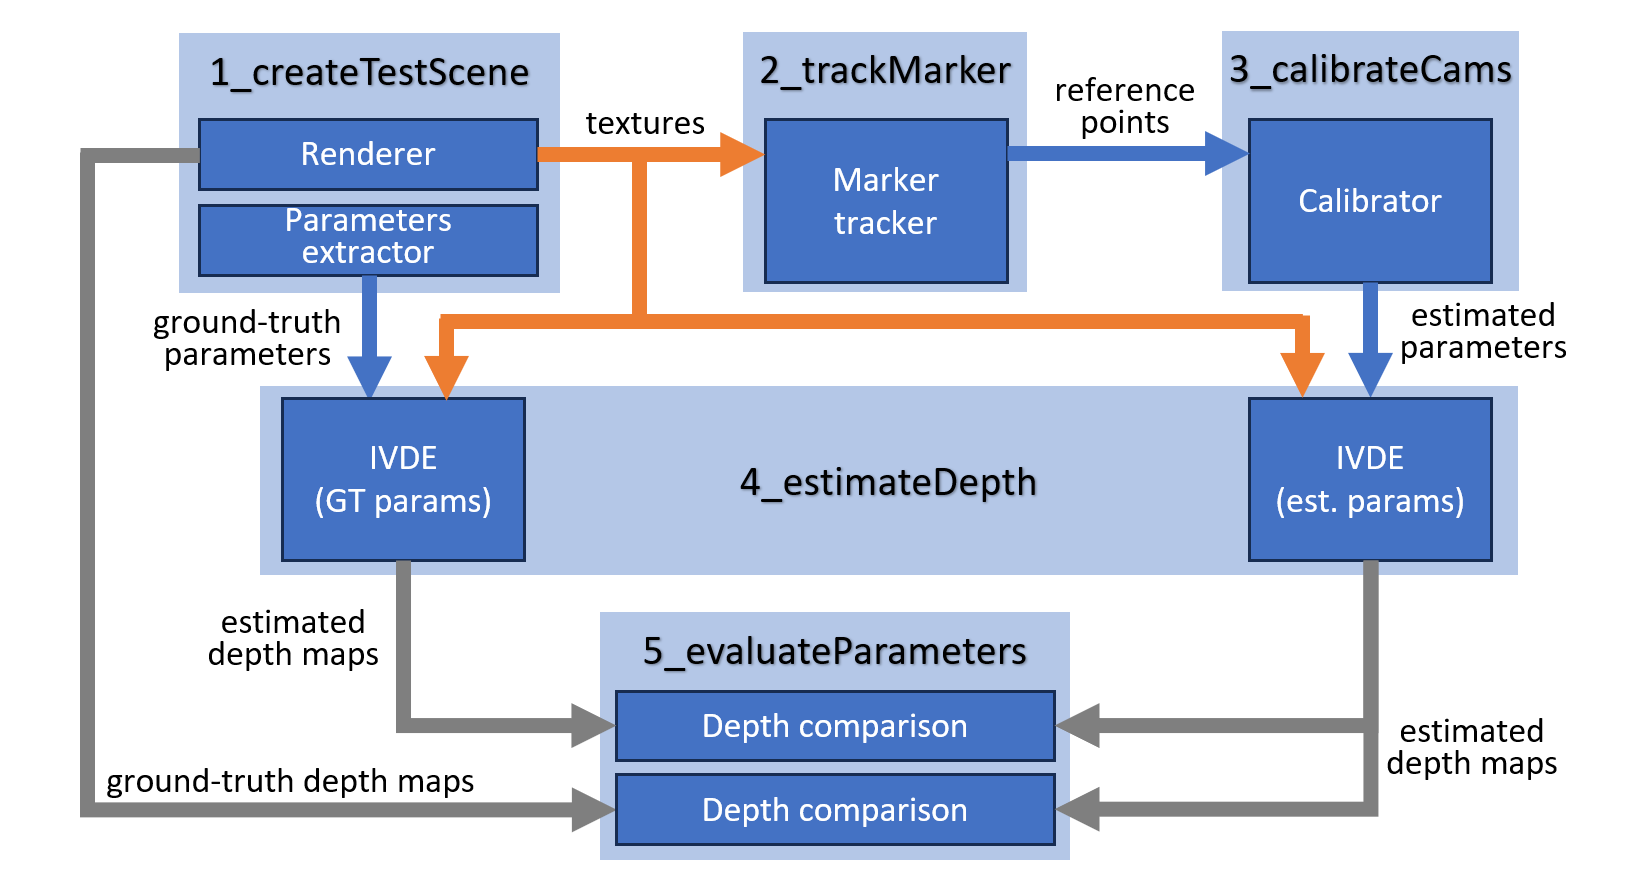 1_createTestScene
Renderer
Parameters
extractor
textures
2_trackMarker
Marker
tracker
reference
points
3_calibrateCams
Calibrator
ground-truth
parameters
estimated
parameters
IVDE
(GT params)
4_estimateDepth
IVDE
(est. params)
estimated
depth maps
5_evaluateParameters
Depth comparison
Depth comparison
ground-truth depth maps
estimated
depth maps